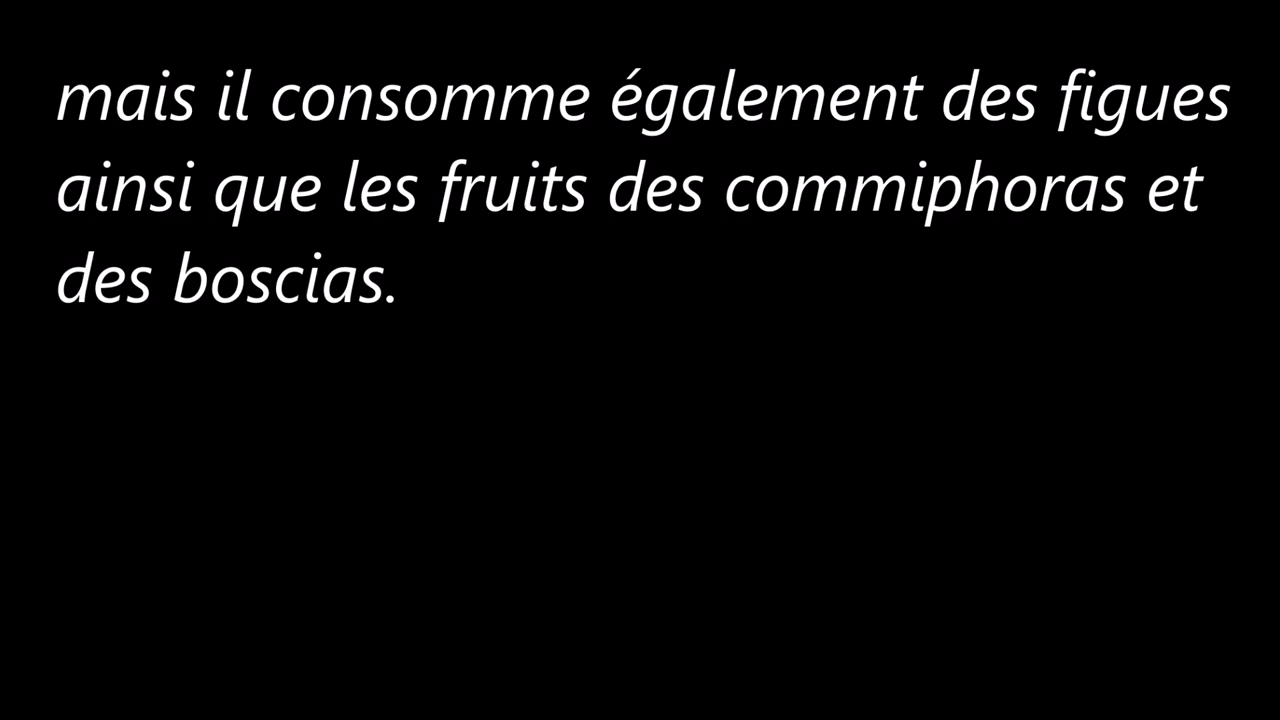 mais il consomme également des figues
ainsi que les fruits des commiphoras et
des boscias.